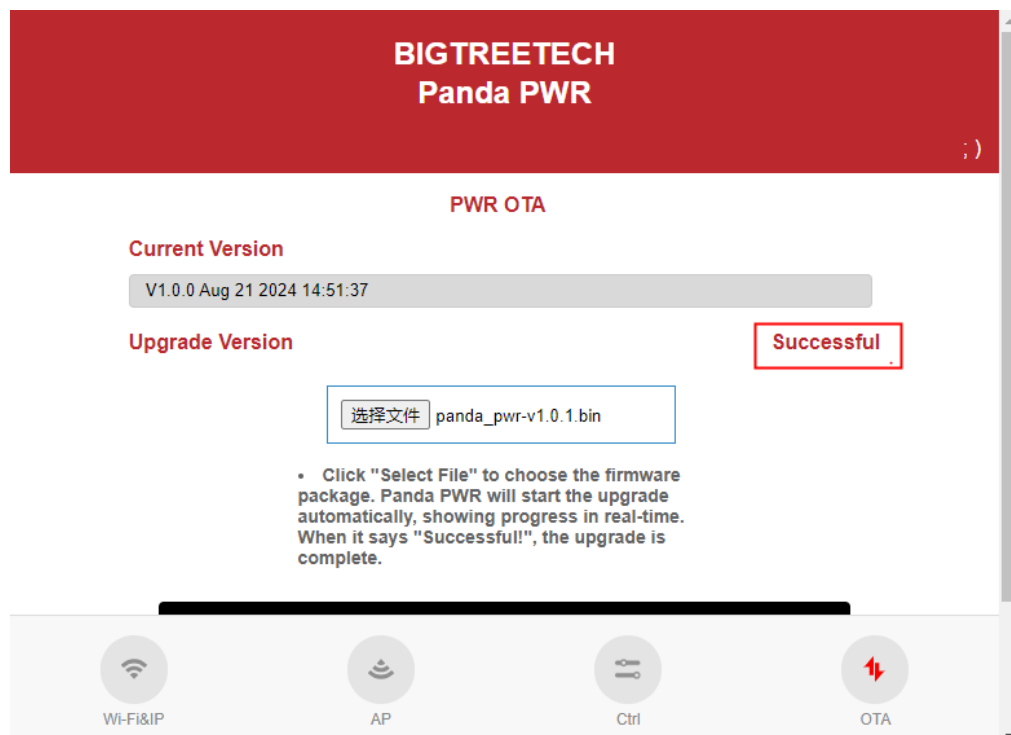 BIGTREETECH
Panda PWR
; )
PWR OTA
Current Version
V1.0.0 Aug 21 2024 14:51:37
Upgrade Version
Successful
选择文件 panda_pwr-v1.0.1.bin
• Click "Select File" to choose the firmware
package. Panda PWR will start the upgrade
automatically, showing progress in real-time.
When it says "Successful!", the upgrade is
complete.
Wi-Fi&IP
AP
Ctrl
OTA